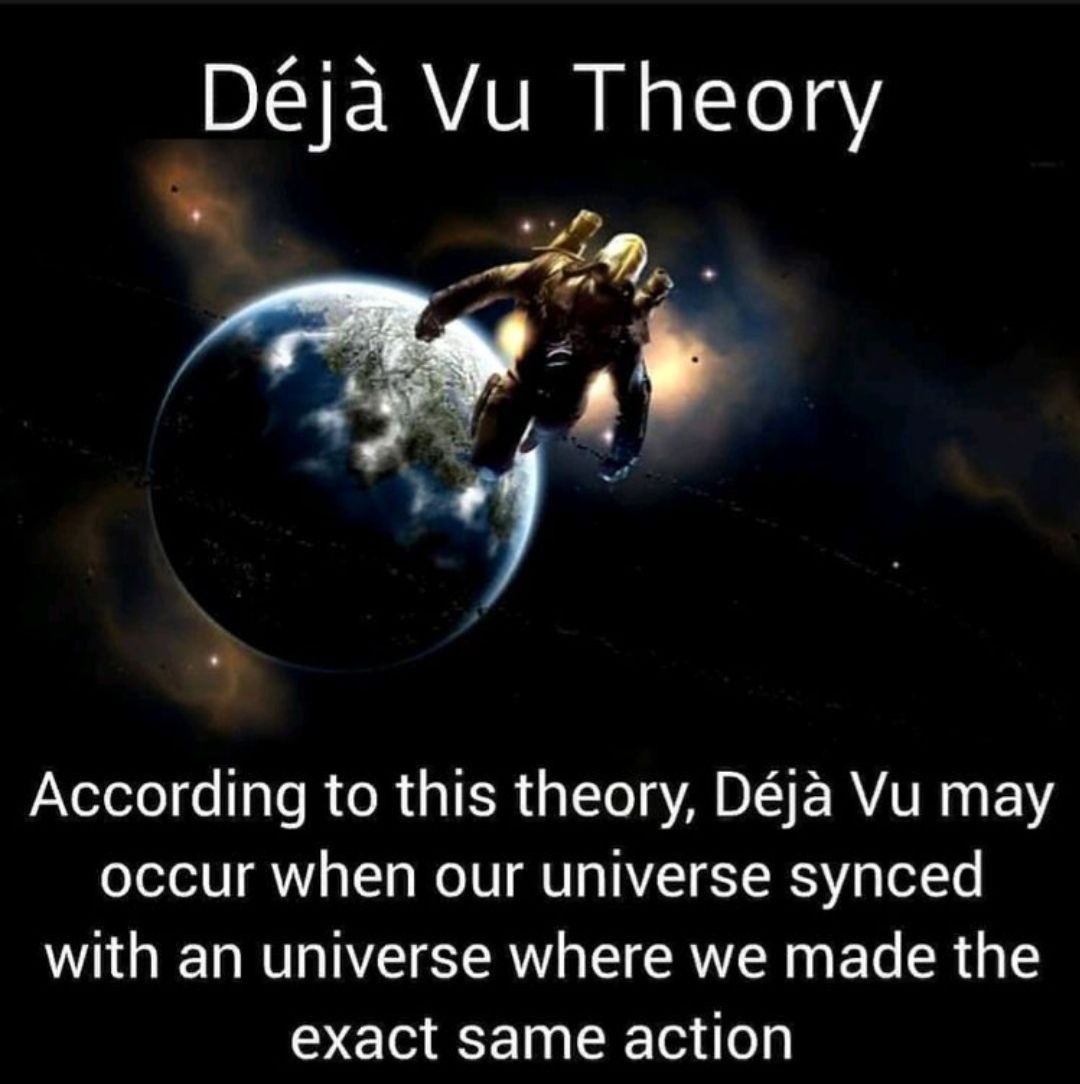 Déjà Vu Theory
According to this theory, Déjà Vu may
occur when our universe synced
with an universe where we made the
exact same action